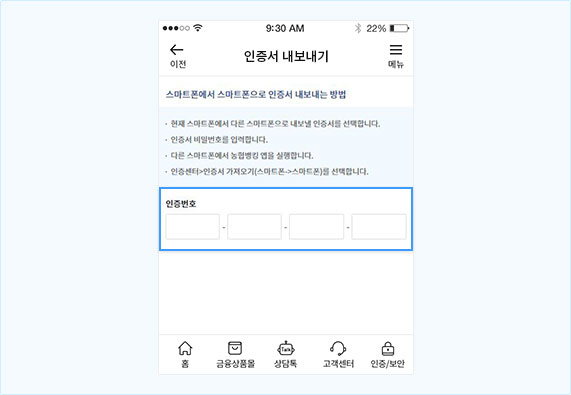 9:30 AM
22%
이전
인증서 내보내기
메뉴
스마트폰에서 스마트폰으로 인증서 내보내는 방법
- 현재 스마트폰에서 다른 스마트폰으로 내보낼 인증서를 선택합니다.
- 인증서 비밀번호를 입력합니다.
- 다른 스마트폰에서 농협뱅킹 앱을 실행합니다.
- 인증센터>인증서 가져오기(스마트폰->스마트폰)를 선택합니다.
인증번호
- - -
Talk
홈 금융상품몰 상담톡 고객센터 인증/보안